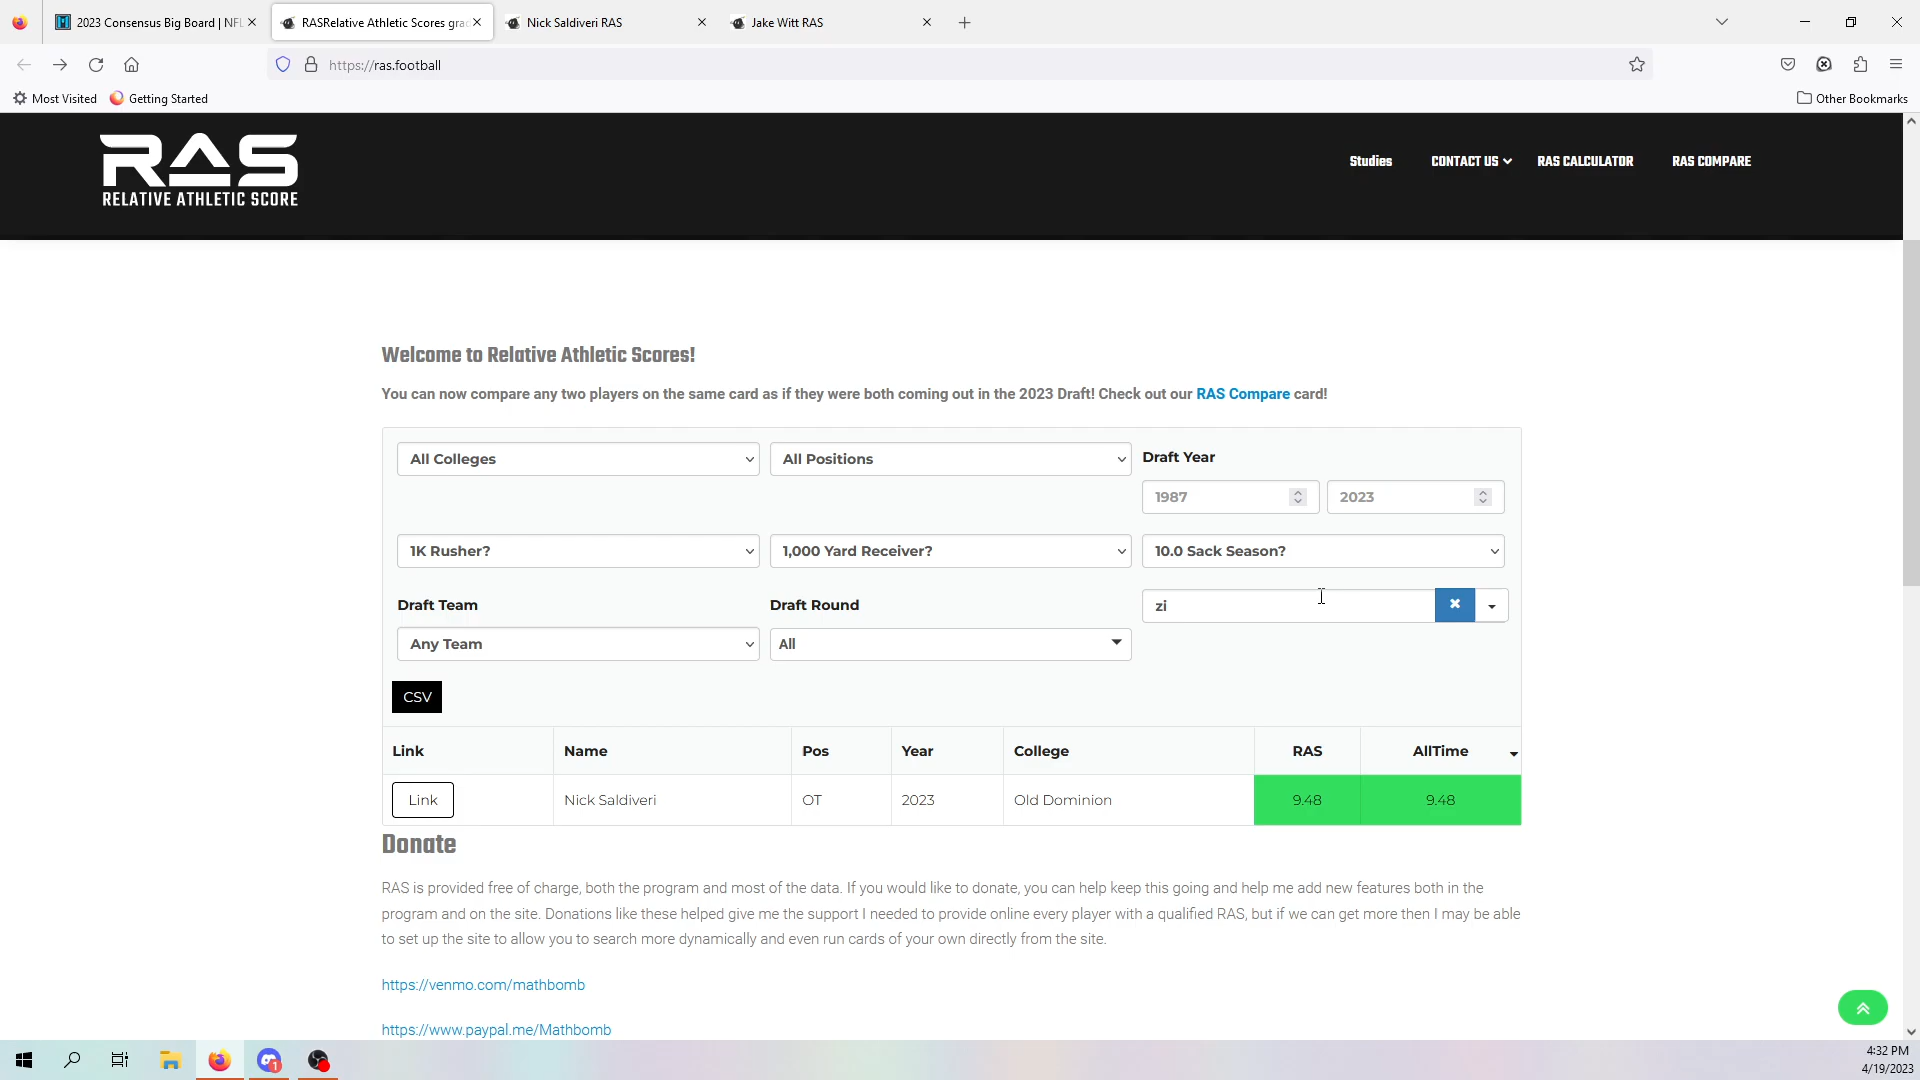 2023 Consensus Big Board | NFL
RASRelative Athletic Scores grad
Nick Saldiveri RAS
Jake Witt RAS
https://ras.football
Most Visited
Getting Started
Other Bookmarks
RAS
RELATIVE ATHLETIC SCORE
Studies
CONTACT US
RAS CALCULATOR
RAS COMPARE
Welcome to Relative Athletic Scores!
You can now compare any two players on the same card as if they were both coming out in the 2023 Draft! Check out our RAS Compare card!
All Colleges
All Positions
Draft Year
1987
2023
1K Rusher?
1,000 Yard Receiver?
10.0 Sack Season?
Draft Team
Draft Round
zi
Any Team
All
CSV
Link Name Pos Year College RAS AllTime
Link Nick Saldiveri OT 2023 Old Dominion 9.48 9.48
Donate
RAS is provided free of charge, both the program and most of the data. If you would like to donate, you can help keep this going and help me add new features both in the
program and on the site. Donations like these helped give me the support I needed to provide online every player with a qualified RAS, but if we can get more then I may be able
to set up the site to allow you to search more dynamically and even run cards of your own directly from the site.
https://venmo.com/mathbomb
https://www.paypal.me/Mathbomb
1
4:32 PM
4/19/2023